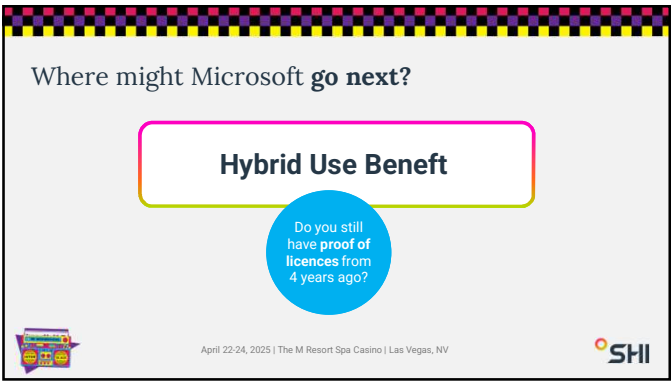 Where might Microsoft go next?
Hybrid Use Beneft
Do you still
have proof of
licences from
4 years ago?
April 22-24, 2025 | The M Resort Spa Casino | Las Vegas, NV
SHI